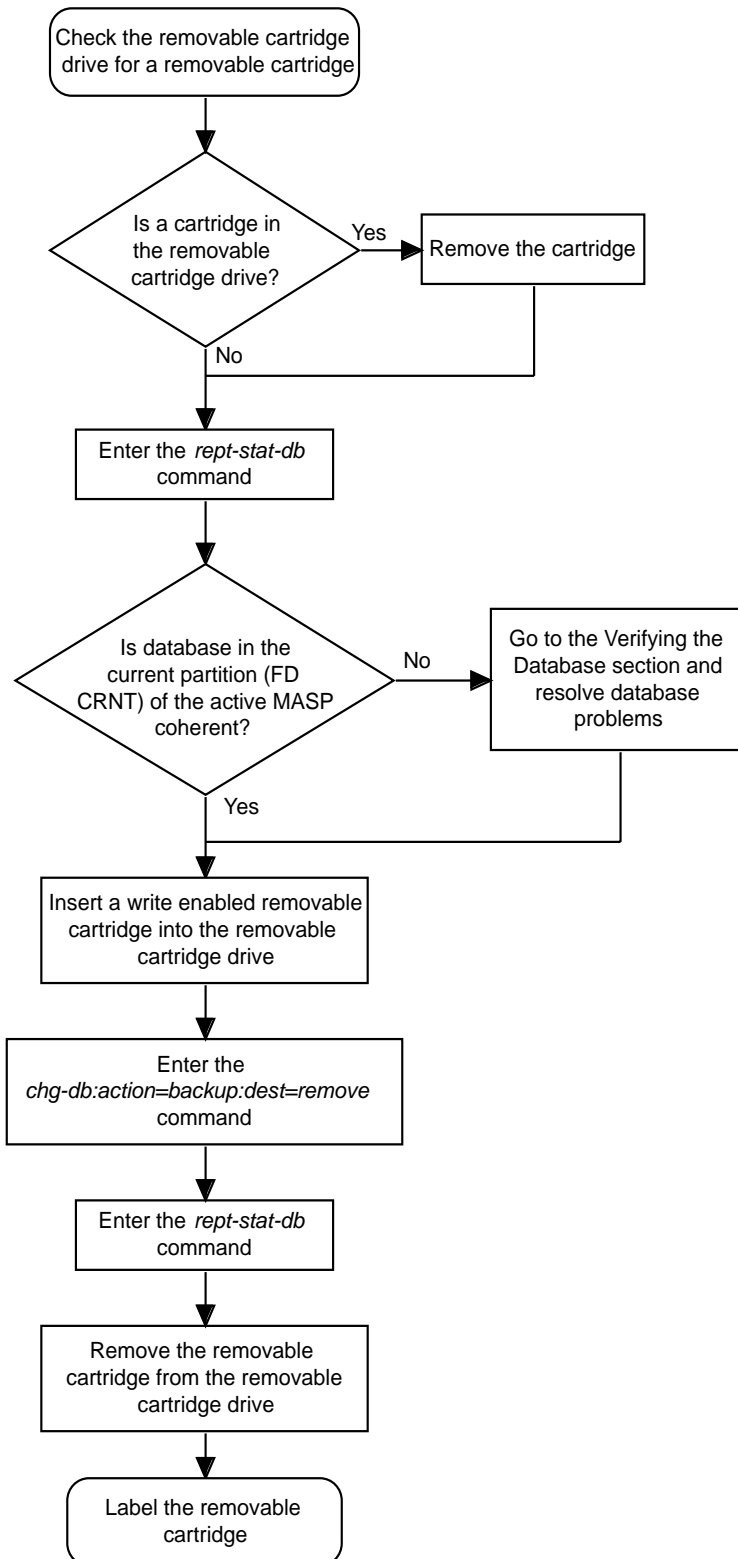 Check the removable cartridge
drive for a removable cartridge
Is a cartridge in
the removable
cartridge drive?
Yes
Remove the cartridge
No
Enter the rept-stat-db
command
Is database in the
current partition (FD
CRNT) of the active MASP
coherent?
No
Go to the Verifying the
Database section and
resolve database
problems
Yes
Insert a write enabled removable
cartridge into the removable
cartridge drive
Enter the
chg-db:action=backup:dest=remove
command
Enter the rept-stat-db
command
Remove the removable
cartridge from the removable
cartridge drive
Label the removable
cartridge